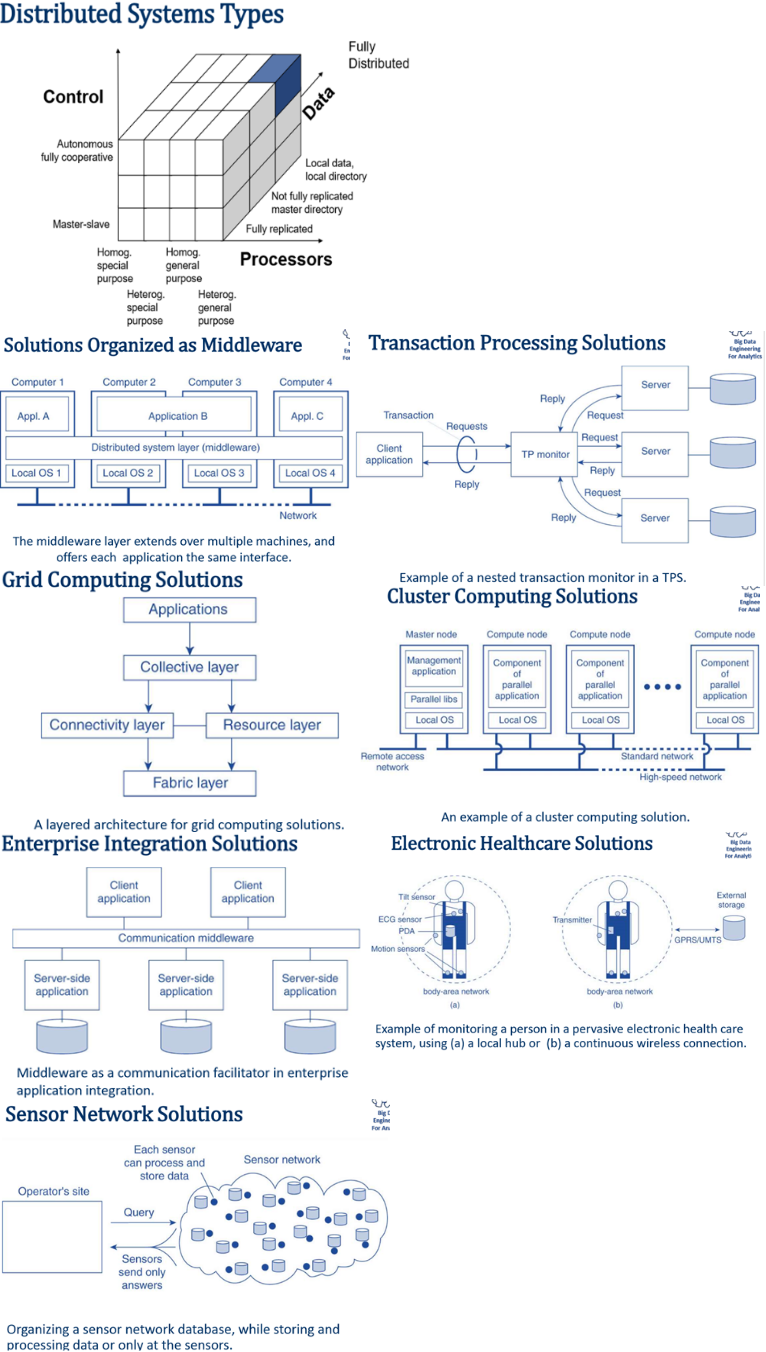 Distributed Systems Types
Fully
Distributed
Control
Data
Autonomous
fully cooperative
Local data,
local directory
Not fully replicated
master directory
Master-slave
Fully replicated
Homog.
special
purpose
Homog.
general
purpose
Processors
Heterog.
special
purpose
Heterog.
general
purpose
Solutions Organized as Middleware
Computer 1
Computer 2
Computer 3
Computer 4
Appl. A
Application B
Appl. C
Distributed system layer (middleware)
Local OS 1
Local OS 2
Local OS 3
Local OS 4
Network
The middleware layer extends over multiple machines, and
offers each application the same interface.
Transaction Processing Solutions
Big Data
Engineering
For Analytics
Server
Reply
Transaction
Requests
Request
Client
application
TP monitor
Request
Server
Reply
Reply
Request
Reply
Server
Example of a nested transaction monitor in a TPS.
Grid Computing Solutions
Applications
Collective layer
Connectivity layer
Resource layer
Fabric layer
A layered architecture for grid computing solutions.
Cluster Computing Solutions
Master node
Compute node
Compute node
Compute node
Management
application
Component
of
parallel
application
Component
of
parallel
application
Component
of
parallel
application
Parallel libs
Local OS
Local OS
Local OS
Local OS
Remote access
network
Standard network
High-speed network
An example of a cluster computing solution.
Enterprise Integration Solutions
Client
application
Client
application
Communication middleware
Server-side
application
Server-side
application
Server-side
application
Middleware as a communication facilitator in enterprise
application integration.
Electronic Healthcare Solutions
Big Data
Tilt sensor
ECG sensor
PDA
Motion sensors
body-area network
(a)
Transmitter
External
storage
GPRS/UMTS
body-area network
(b)
Example of monitoring a person in a pervasive electronic health care
system, using (a) a local hub or (b) a continuous wireless connection.
Sensor Network Solutions
Each sensor
can process and
store data
Sensor network
Operator's site
Query
Sensors
send only
answers
Organizing a sensor network database, while storing and
processing data or only at the sensors.